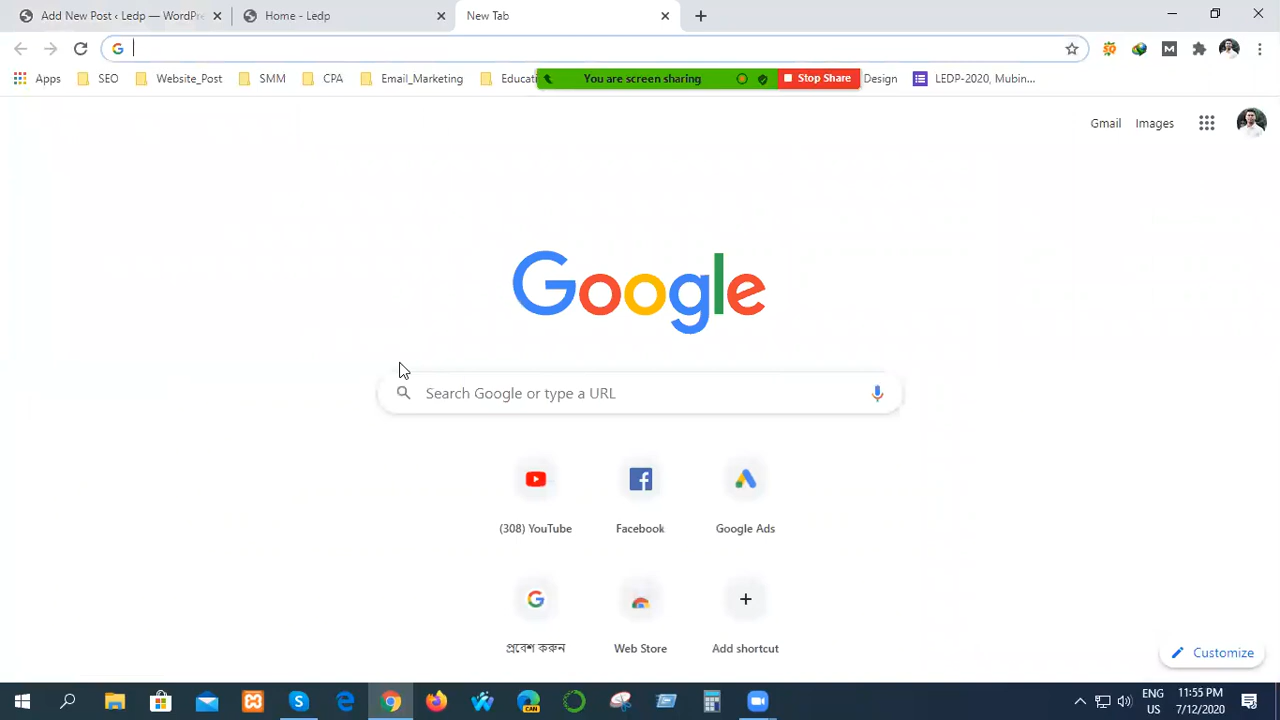 Add New Post ‹ Ledp — WordPre
Home - Ledp
New Tab
Apps
SEO
Website_Post
SMM
CPA
Email_Marketing
Educati
You are screen sharing
Stop Share
Design
LEDP-2020, Mubin...
Gmail
Images
Google
Search Google or type a URL
(308) YouTube
Facebook
Google Ads
প্রবেশ করুন
Web Store
Add shortcut
Customize
CAN
ENG
US
11:55 PM
7/12/2020